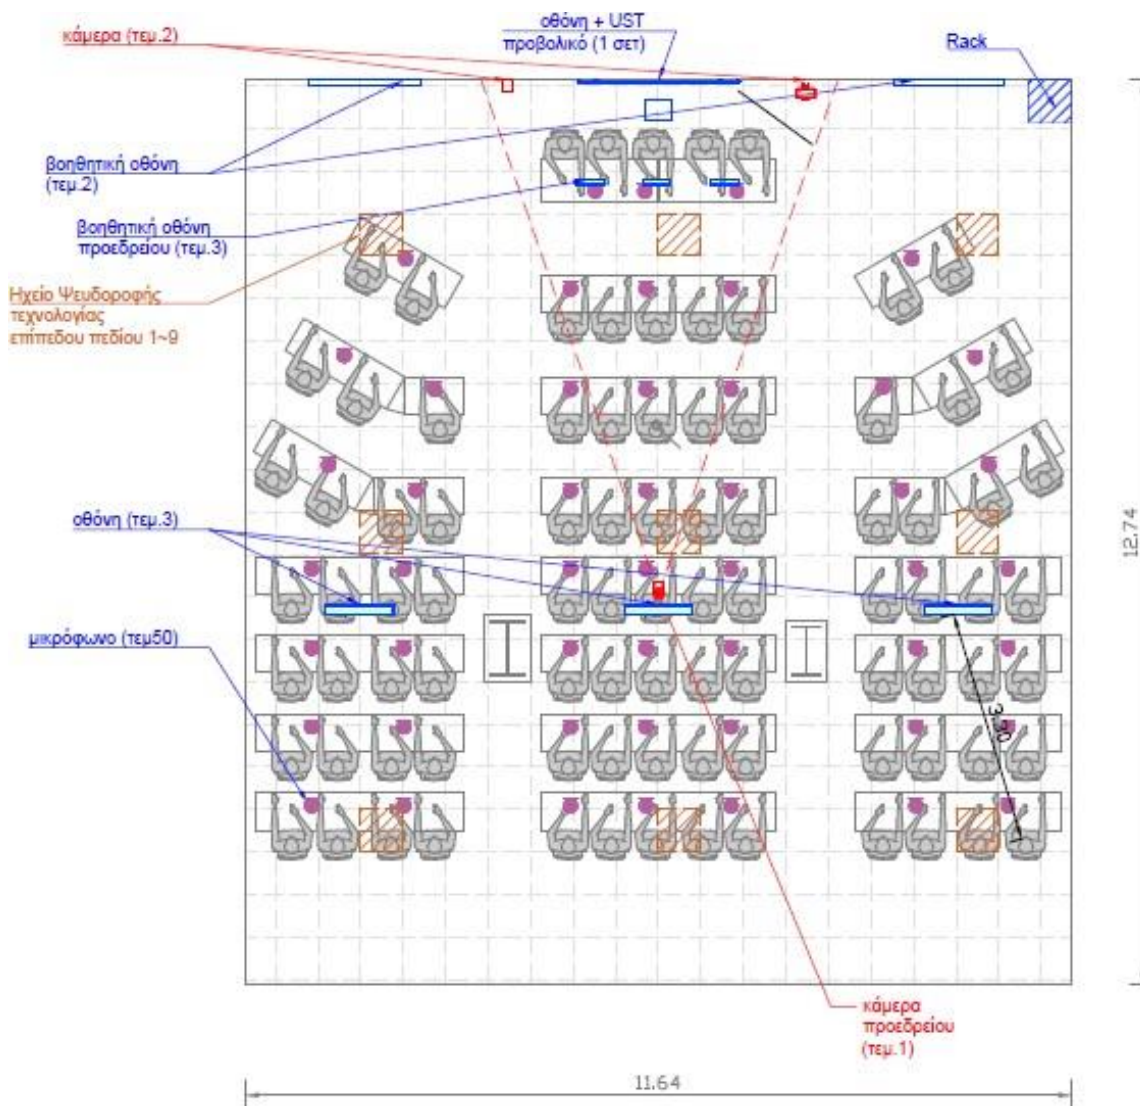 κάμερα (τεμ.2)
οθόνη + UST
προβολικό (1 σετ)
Rack
βοηθητική οθόνη
(τεμ.2)
βοηθητική οθόνη
προεδρείου (τεμ.3)
Ηχείο Ψευδοροφής
τεχνολογίας
επίπεδου πεδίου 1~9
οθόνη (τεμ.3)
12.74
μικρόφωνο (τεμ50)
3.30
κάμερα
προεδρείου
(τεμ.1)
11.64